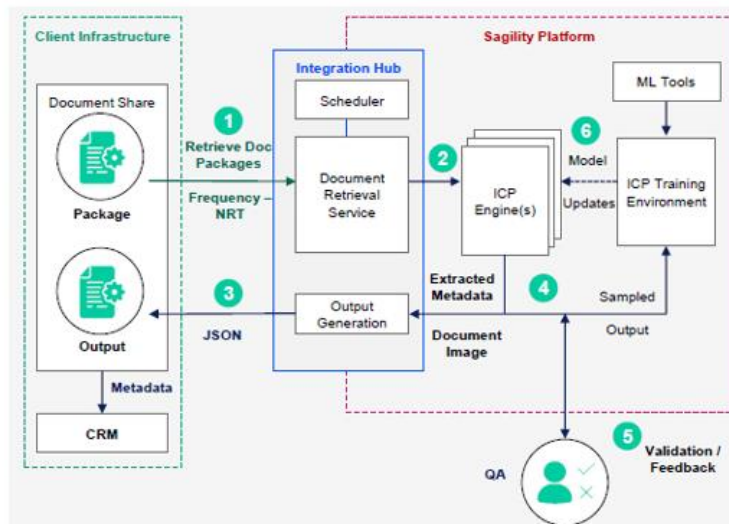 Client Infrastructure
Sagility Platform
Integration Hub
Document Share
Package
1
Retrieve Doc
Packages
Frequency –
NRT
Scheduler
Document
Retrieval
Service
2
ICP
Engine(s)
6
Model
Updates
ML Tools
ICP Training
Environment
Output
3
JSON
Output
Generation
Extracted
Metadata
Document
Image
4
Sampled
Output
Metadata
CRM
QA
5
Validation /
Feedback